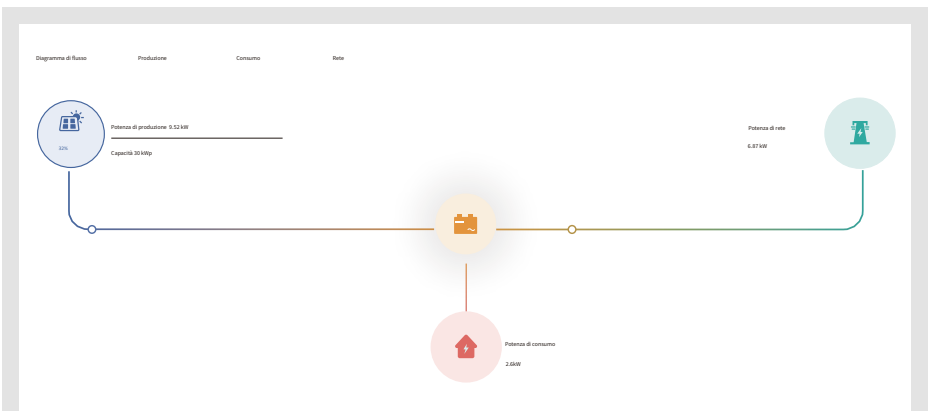 Diagramma di flusso Produzione Consumo Rete
Potenza di produzione 9.52 kW
Capacità 30 kWp
Potenza di rete
6.87 kW
Potenza di consumo
2.6kW